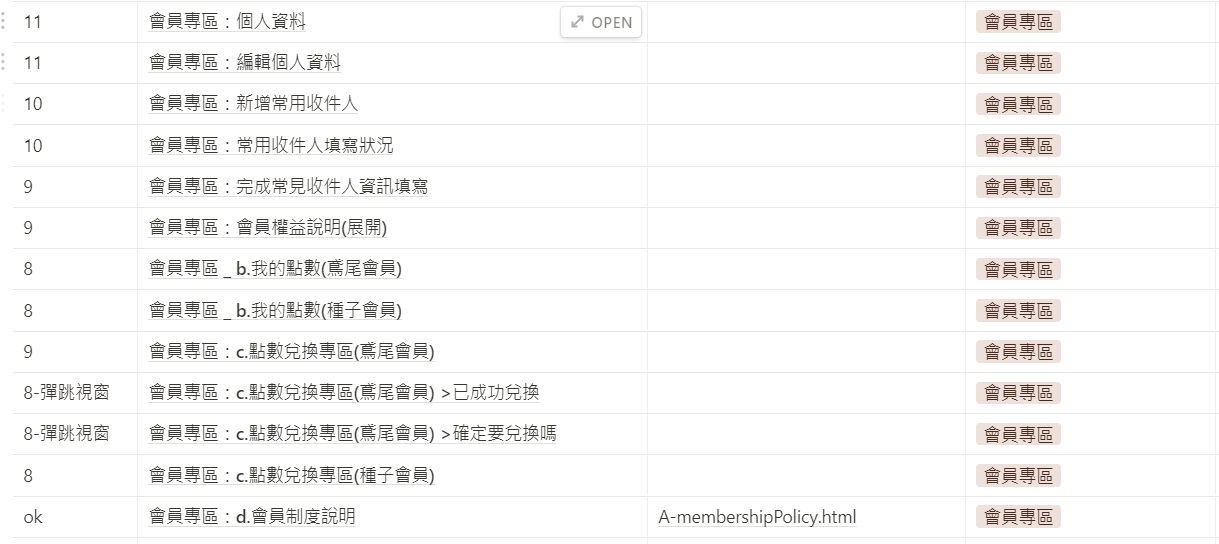 11 會員專區：個人資料 OPEN 會員專區
11 會員專區：編輯個人資料 會員專區
10 會員專區：新增常用收件人 會員專區
10 會員專區：常用收件人填寫狀況 會員專區
9 會員專區：完成常見收件人資訊填寫 會員專區
9 會員專區：會員權益說明(展開) 會員專區
8 會員專區 _ b.我的點數(鳶尾會員) 會員專區
8 會員專區 _ b.我的點數(種子會員) 會員專區
9 會員專區：c.點數兌換專區(鳶尾會員) 會員專區
8-彈跳視窗 會員專區：c.點數兌換專區(鳶尾會員) >已成功兌換 會員專區
8-彈跳視窗 會員專區：c.點數兌換專區(鳶尾會員) >確定要兌換嗎 會員專區
8 會員專區：c.點數兌換專區(種子會員) 會員專區
ok 會員專區：d.會員制度說明 A-membershipPolicy.html 會員專區